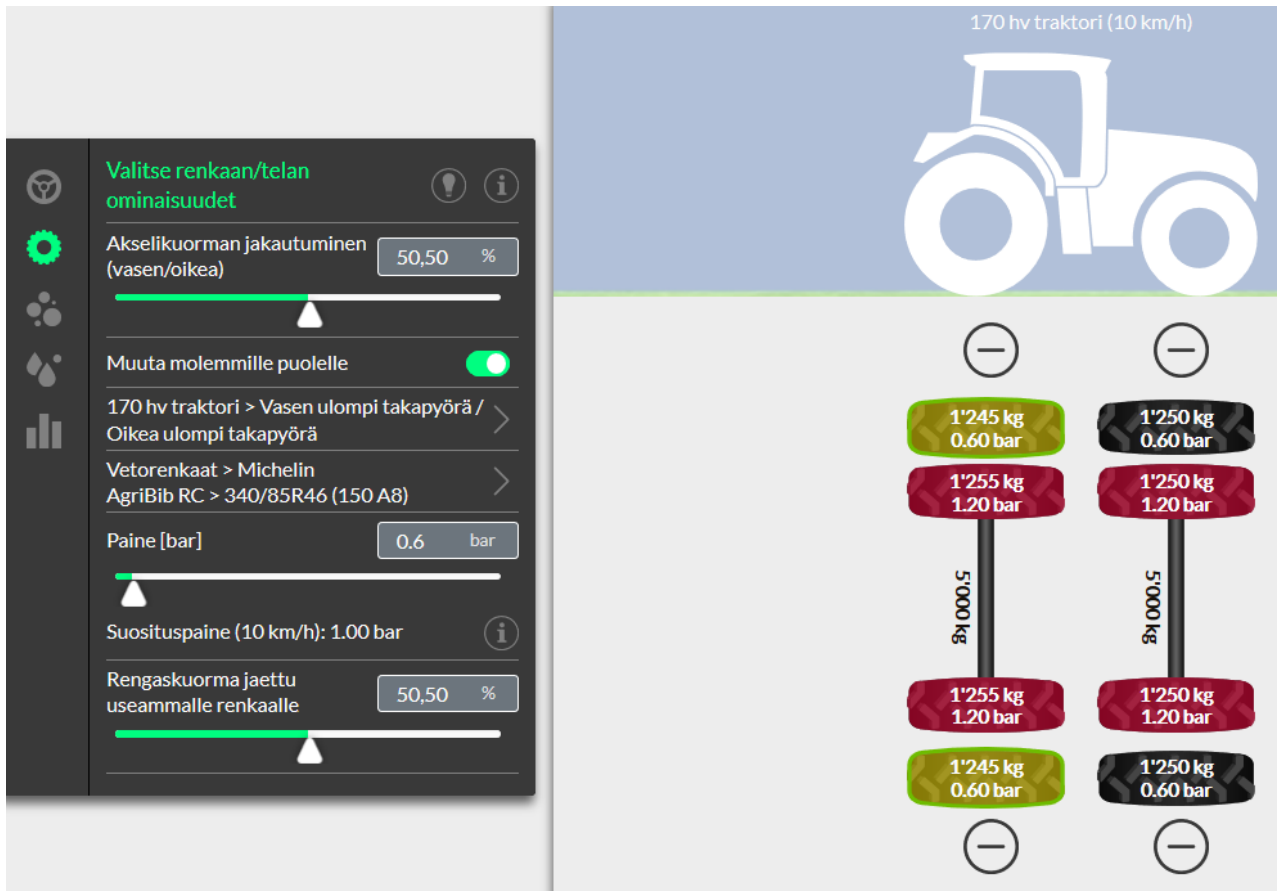 170 hv traktori (10 km/h)
Valitse renkaan/telan
ominaisuudet
Akselikuorman jakautuminen
(vasen/oikea)
50,50 %
Muuta molemmille puolelle
170 hv traktori > Vasen ulompi takapyörä /
Oikea ulompi takapyörä
Vetorenkaat > Michelin
AgriBib RC > 340/85R46 (150 A8)
Paine [bar]
0.6 bar
Suosituspaine (10 km/h): 1.00 bar
Rengaskuorma jaettu
useammalle renkaalle
50,50 %
1'245 kg
0.60 bar
1'250 kg
0.60 bar
1'255 kg
1.20 bar
1'250 kg
1.20 bar
5'000 kg
5'000 kg
1'255 kg
1.20 bar
1'250 kg
1.20 bar
1'245 kg
0.60 bar
1'250 kg
0.60 bar